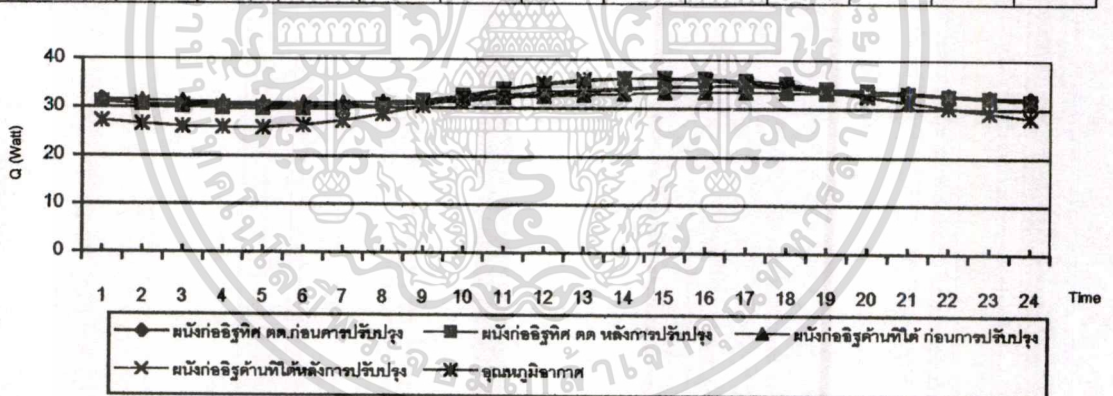 40
30
20
10
0
Q (Watt)
1 2 3 4 5 6 7 8 9 10 11 12 13 14 15 16 17 18 19 20 21 22 23 24 Time
ผนังก่ออิฐทิศ ตต.ก่อนการปรับปรุง ผนังก่ออิฐทิศ ตต หลังการปรับปรุง ผนังก่ออิฐด้านทิใต้ ก่อนการปรับปรุง
ผนังก่ออิฐด้านทิใต้หลังการปรับปรุง อุณหภูมิอากาศ